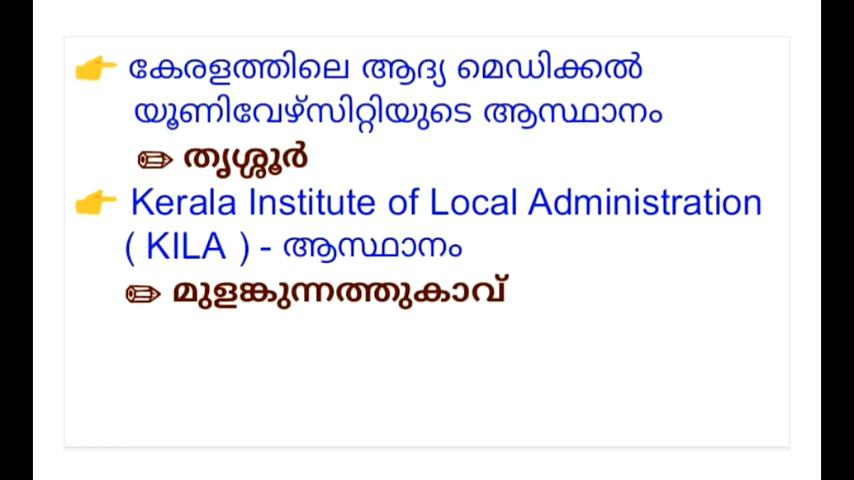 👉 കേരളത്തിലെ ആദ്യ മെഡിക്കൽ
യൂണിവേഴ്സിറ്റിയുടെ ആസ്ഥാനം
✏ തൃശ്ശൂർ
👉 Kerala Institute of Local Administration
( KILA ) - ആസ്ഥാനം
✏ മുളങ്കുന്നത്തുകാവ്